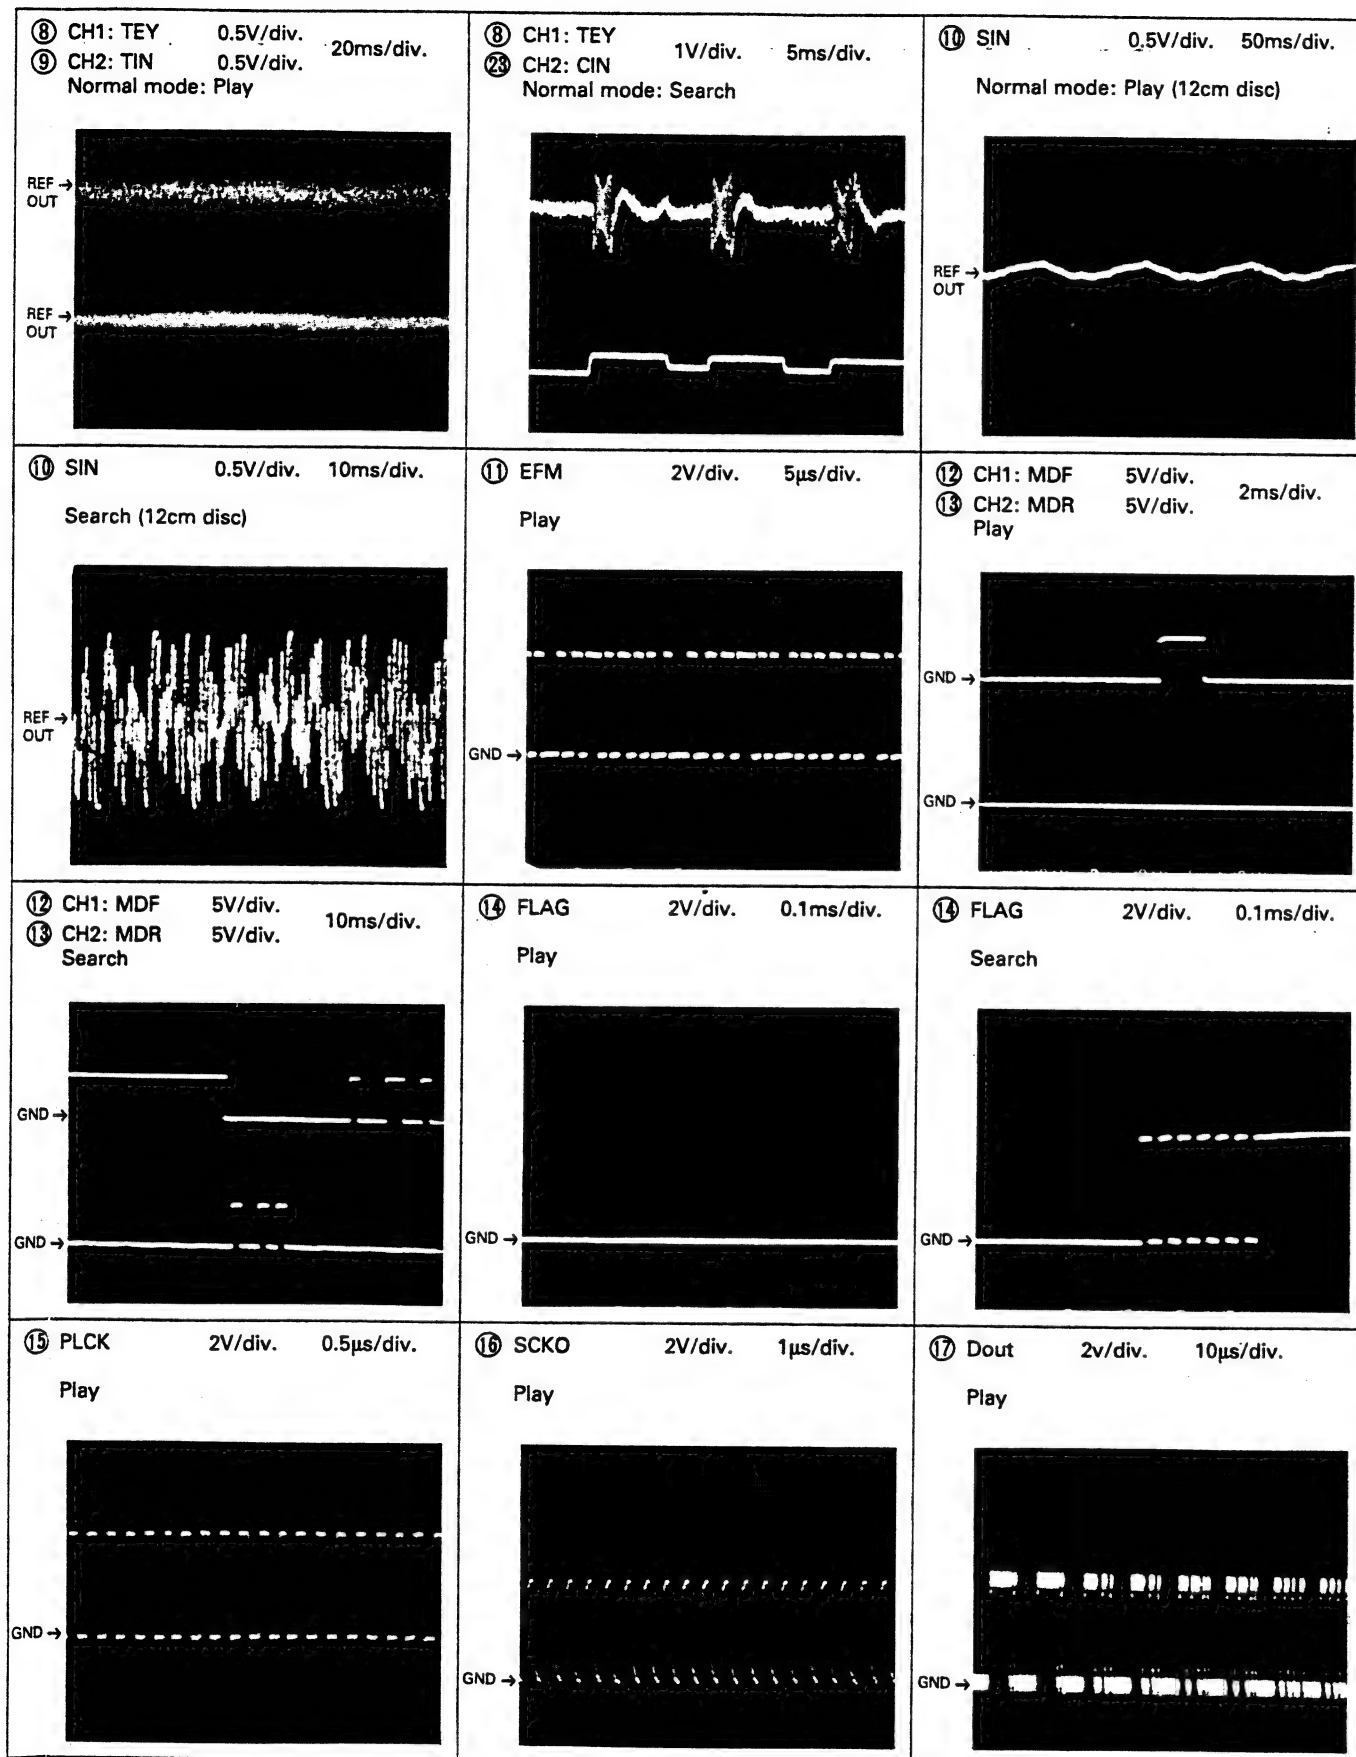 ⑧ CH1: TEY 0.5V/div. 20ms/div.
⑨ CH2: TIN 0.5V/div.
Normal mode: Play
REF →
OUT
REF →
OUT
⑧ CH1: TEY 1V/div. 5ms/div.
㉓ CH2: CIN
Normal mode: Search
⑩ SIN 0.5V/div. 50ms/div.
Normal mode: Play (12cm disc)
REF →
OUT
⑩ SIN 0.5V/div. 10ms/div.
Search (12cm disc)
REF →
OUT
⑪ EFM 2V/div. 5μs/div.
Play
GND →
⑫ CH1: MDF 5V/div. 2ms/div.
⑬ CH2: MDR 5V/div.
Play
GND →
GND →
⑫ CH1: MDF 5V/div. 10ms/div.
⑬ CH2: MDR 5V/div.
Search
GND →
GND →
⑭ FLAG 2V/div. 0.1ms/div.
Play
GND →
⑭ FLAG 2V/div. 0.1ms/div.
Search
GND →
⑮ PLCK 2V/div. 0.5μs/div.
Play
GND →
⑯ SCKO 2V/div. 1μs/div.
Play
GND →
⑰ Dout 2v/div. 10μs/div.
Play
GND →